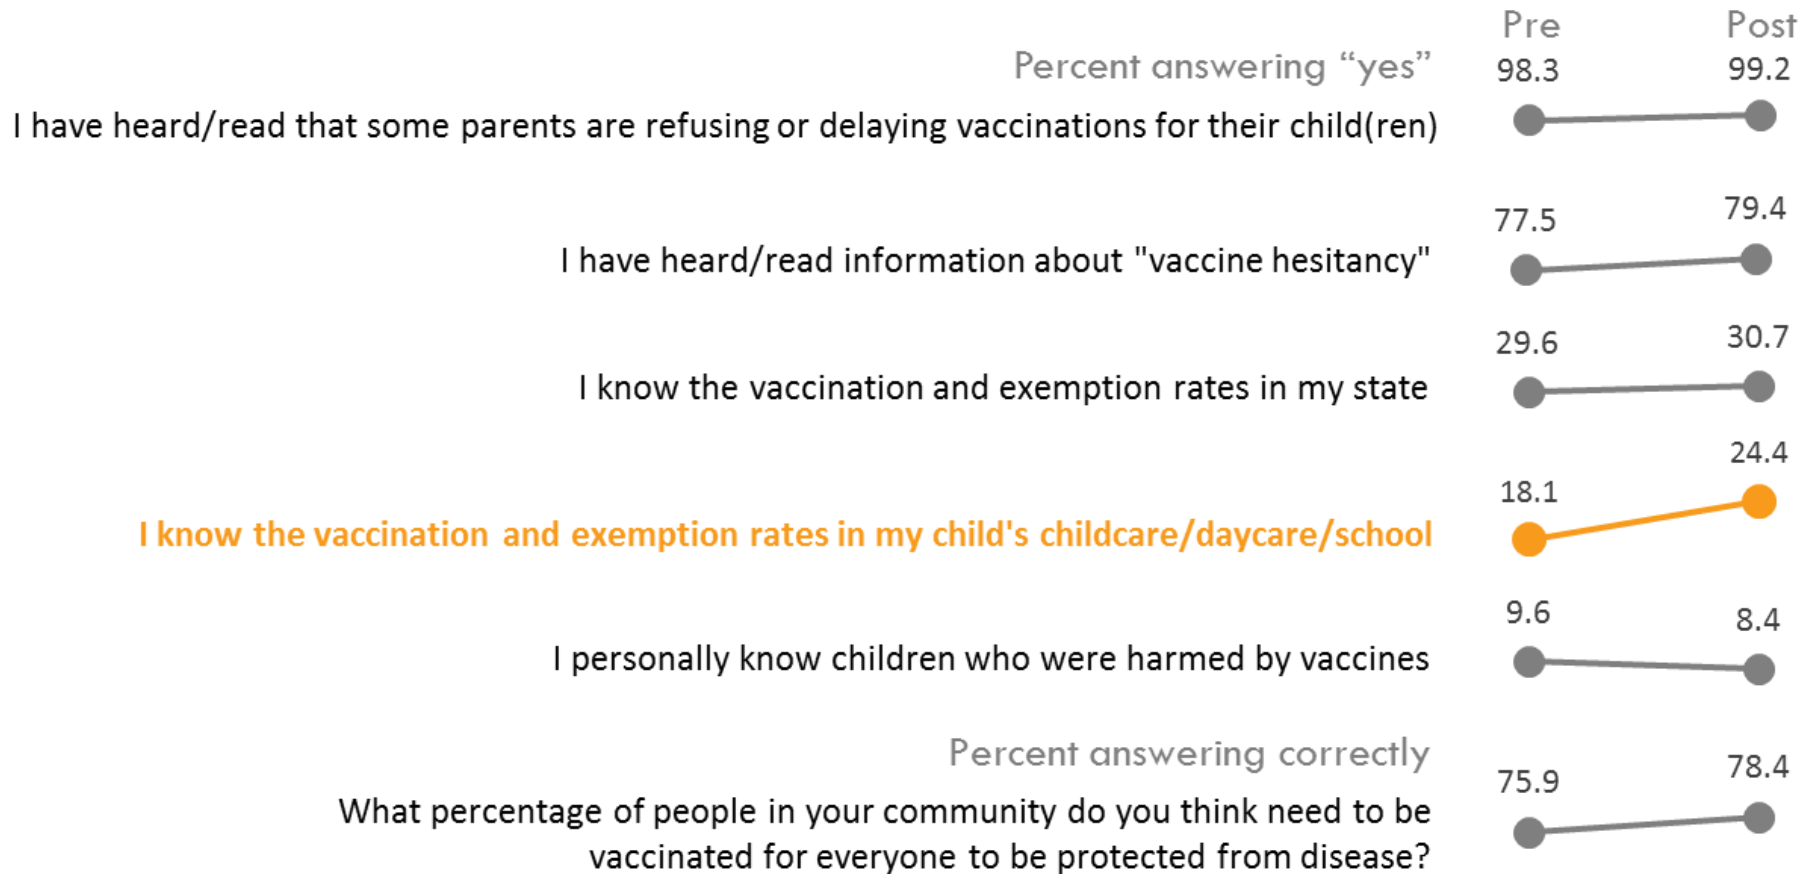 Pre Post
Percent answering “yes” 98.3 99.2
I have heard/read that some parents are refusing or delaying vaccinations for their child(ren)
77.5 79.4
I have heard/read information about "vaccine hesitancy"
29.6 30.7
I know the vaccination and exemption rates in my state
18.1 24.4
I know the vaccination and exemption rates in my child's childcare/daycare/school
9.6 8.4
I personally know children who were harmed by vaccines
Percent answering correctly
75.9 78.4
What percentage of people in your community do you think need to be
vaccinated for everyone to be protected from disease?